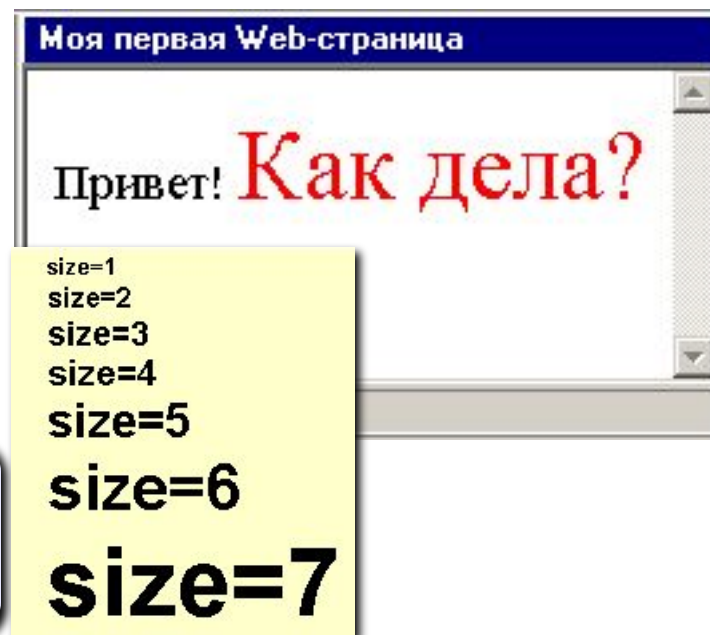 Моя первая Web-страница
Привет! Как дела?
size=1
size=2
size=3
size=4
size=5
size=6
size=7